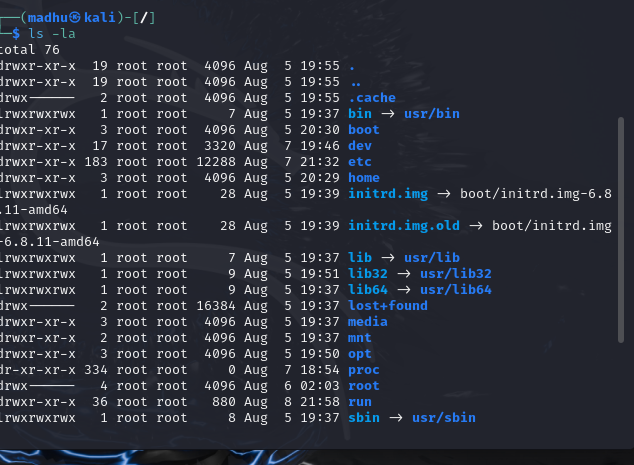 (madhu㉿kali)-[/]
$ ls -la
total 76
drwxr-xr-x  19 root root  4096 Aug  5 19:55 .
drwxr-xr-x  19 root root  4096 Aug  5 19:55 ..
drwx------   2 root root  4096 Aug  5 19:55 .cache
lrwxrwxrwx   1 root root     7 Aug  5 19:37 bin -> usr/bin
drwxr-xr-x   3 root root  4096 Aug  5 20:30 boot
drwxr-xr-x  17 root root  3320 Aug  7 19:46 dev
drwxr-xr-x 183 root root 12288 Aug  7 21:32 etc
drwxr-xr-x   3 root root  4096 Aug  5 20:29 home
lrwxrwxrwx   1 root root    28 Aug  5 19:39 initrd.img -> boot/initrd.img-6.8
.11-amd64
lrwxrwxrwx   1 root root    28 Aug  5 19:39 initrd.img.old -> boot/initrd.img
-6.8.11-amd64
lrwxrwxrwx   1 root root     7 Aug  5 19:37 lib -> usr/lib
lrwxrwxrwx   1 root root     9 Aug  5 19:51 lib32 -> usr/lib32
lrwxrwxrwx   1 root root     9 Aug  5 19:37 lib64 -> usr/lib64
drwx------   2 root root 16384 Aug  5 19:37 lost+found
drwxr-xr-x   3 root root  4096 Aug  5 19:37 media
drwxr-xr-x   2 root root  4096 Aug  5 19:37 mnt
drwxr-xr-x   3 root root  4096 Aug  5 19:50 opt
dr-xr-xr-x 334 root root     0 Aug  7 18:54 proc
drwx------   4 root root  4096 Aug  6 02:03 root
drwxr-xr-x  36 root root   880 Aug  8 21:58 run
lrwxrwxrwx   1 root root     8 Aug  5 19:37 sbin -> usr/sbin